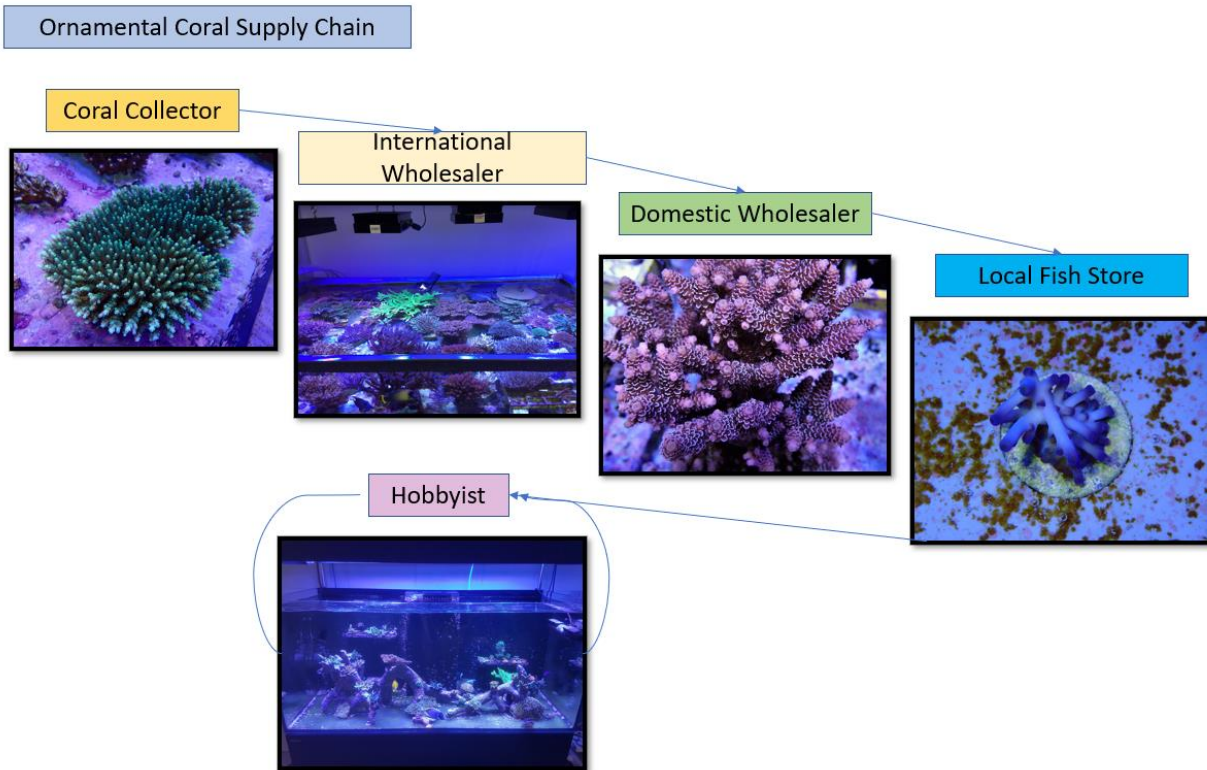 Ornamental Coral Supply Chain
Coral Collector
International
Wholesaler
Domestic Wholesaler
Local Fish Store
Hobbyist